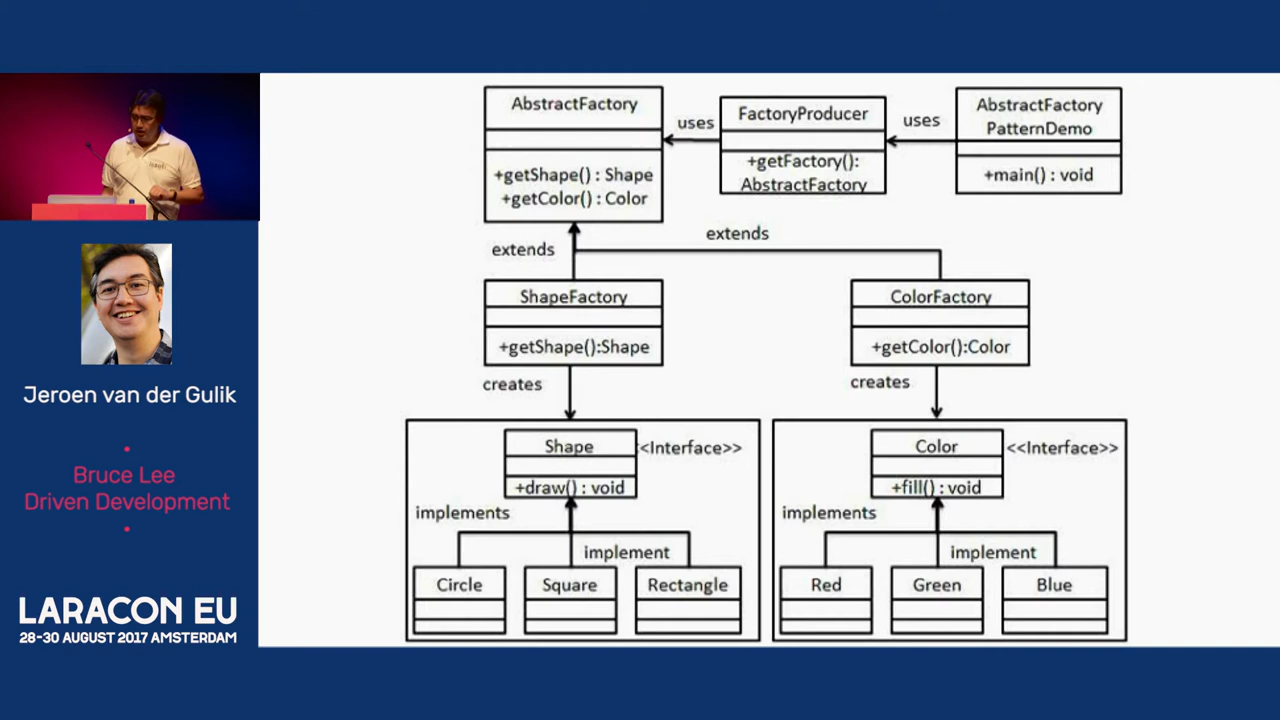 Jeroen van der Gulik
Bruce Lee
Driven Development
LARACON EU
28-30 AUGUST 2017 AMSTERDAM
AbstractFactory
+getShape() : Shape
+getColor() : Color
uses
FactoryProducer
+getFactory():
AbstractFactory
uses
AbstractFactory
PatternDemo
+main() : void
extends
extends
ShapeFactory
+getShape():Shape
ColorFactory
+getColor():Color
creates
creates
Shape
<<Interface>>
+draw() : void
implements
implement
Circle
Square
Rectangle
Color
<<Interface>>
+fill() : void
implements
implement
Red
Green
Blue